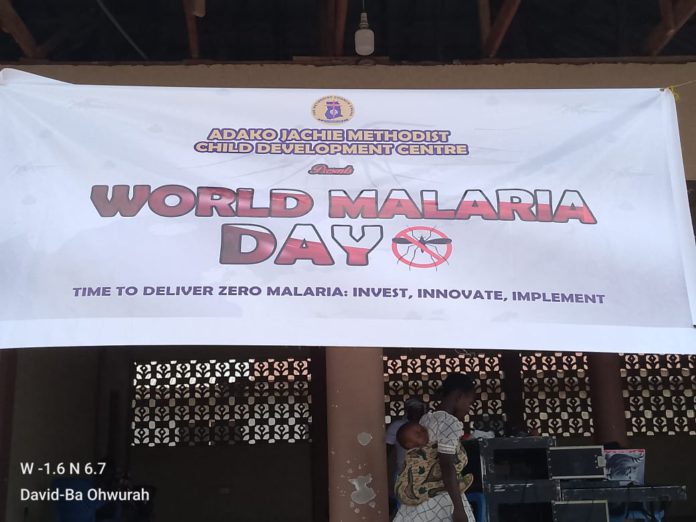 ADAKO JACHIE METHODIST
CHILD DEVELOPMENT CENTRE
Presents
WORLD MALARIA
DAY
TIME TO DELIVER ZERO MALARIA: INVEST, INNOVATE, IMPLEMENT
W -1.6 N 6.7
David-Ba Ohwurah